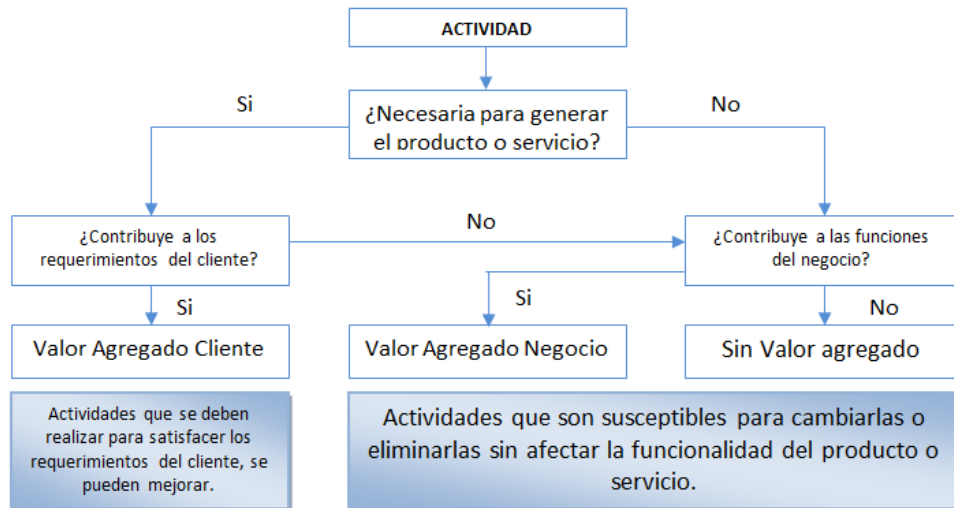 ACTIVIDAD
Si
No
¿Necesaria para generar
el producto o servicio?
No
¿Contribuye a los
requerimientos del cliente?
¿Contribuye a las funciones
del negocio?
Si
Si
No
Valor Agregado Cliente
Valor Agregado Negocio
Sin Valor agregado
Actividades que se deben
realizar para satisfacer los
requerimientos del cliente, se
pueden mejorar.
Actividades que son susceptibles para cambiarlas o
eliminarlas sin afectar la funcionalidad del producto o
servicio.